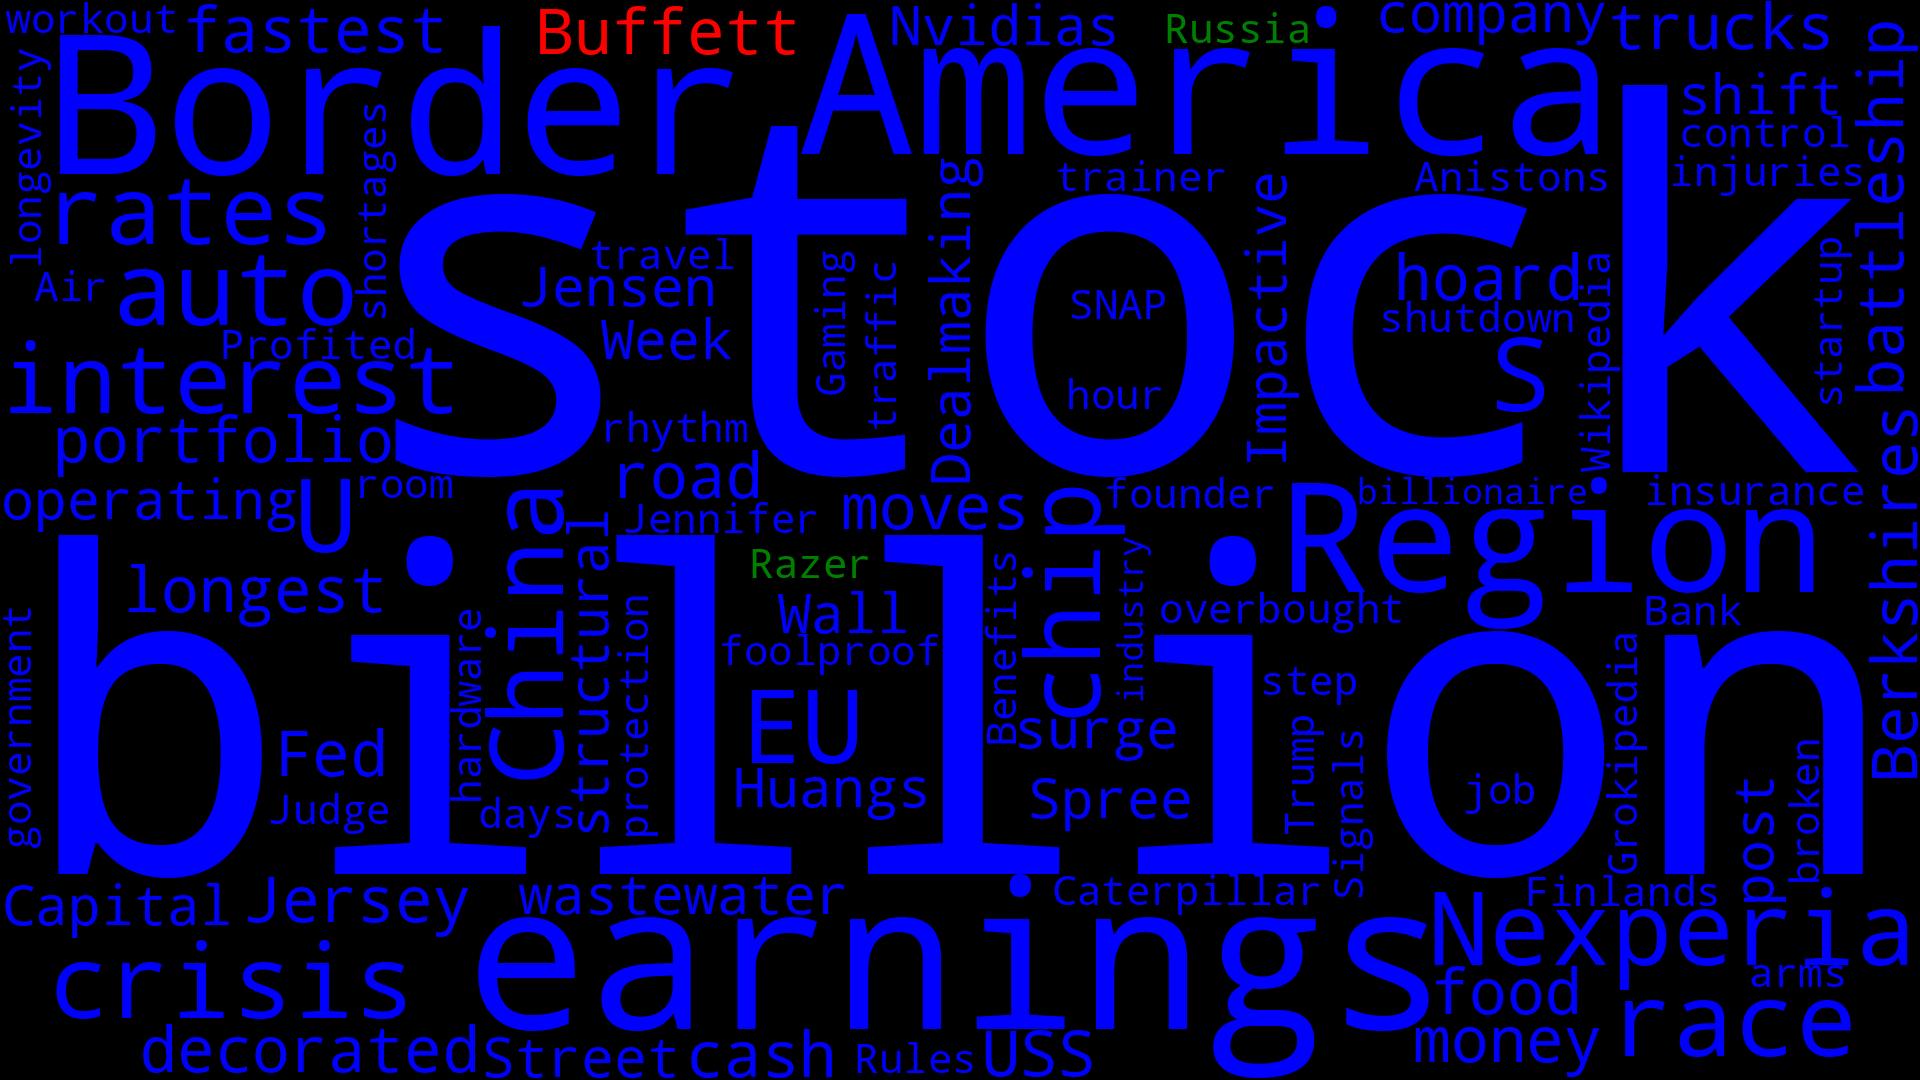 workout
fastest
Buffett
Nvidias
Russia
company
trucks
Border
America
shift
control
injuries
battleship
longevity
shortages
rates
stock
trainer
Anistons
travel
Jensen
Air
auto
Week
Gaming
traffic
Dealmaking
SNAP
hour
Impactive
hoard
shutdown
S
Wikipedia
startup
Profited
interest
portfolio
rhythm
road
operating
U
room
Jennifer
moves
founder
billionaire
insurance
Region
China
structural
chip
Razer
Wall
foolproof
Benefits
industry
overbought
Bank
Berkshires
longest
billion
government
hardware
protection
EU
Huangs
surge
Spree
step
Trump
Signals
job
Grokipedia
post
broken
Fed
Judge
days
Capital
Jersey
wastewater
Caterpillar
Finlands
Nexperia
crisis
earnings
arms
food
race
money
decorated
Street
cash
Rules
USS